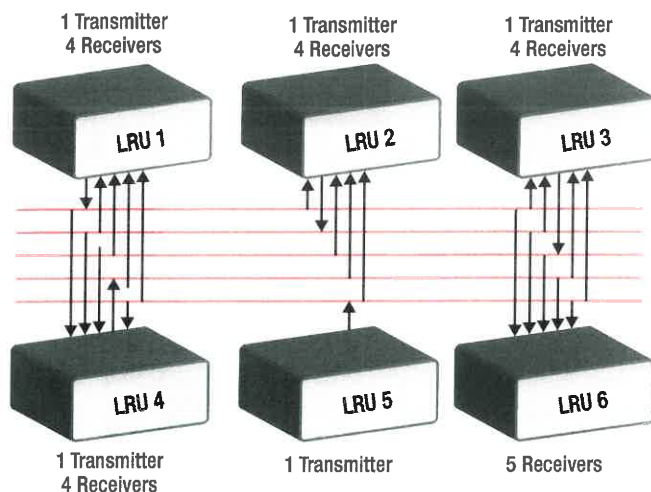 1 Transmitter
4 Receivers
1 Transmitter
4 Receivers
1 Transmitter
4 Receivers
LRU 1
LRU 2
LRU 3
LRU 4
LRU 5
LRU 6
1 Transmitter
4 Receivers
1 Transmitter
5 Receivers